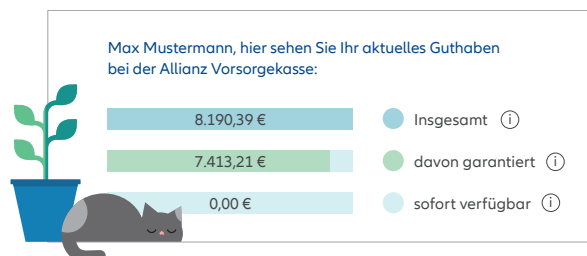 Max Mustermann, hier sehen Sie Ihr aktuelles Guthaben
bei der Allianz Vorsorgekasse:
8.190,39 € Insgesamt i
7.413,21 € davon garantiert i
0,00 € sofort verfügbar i